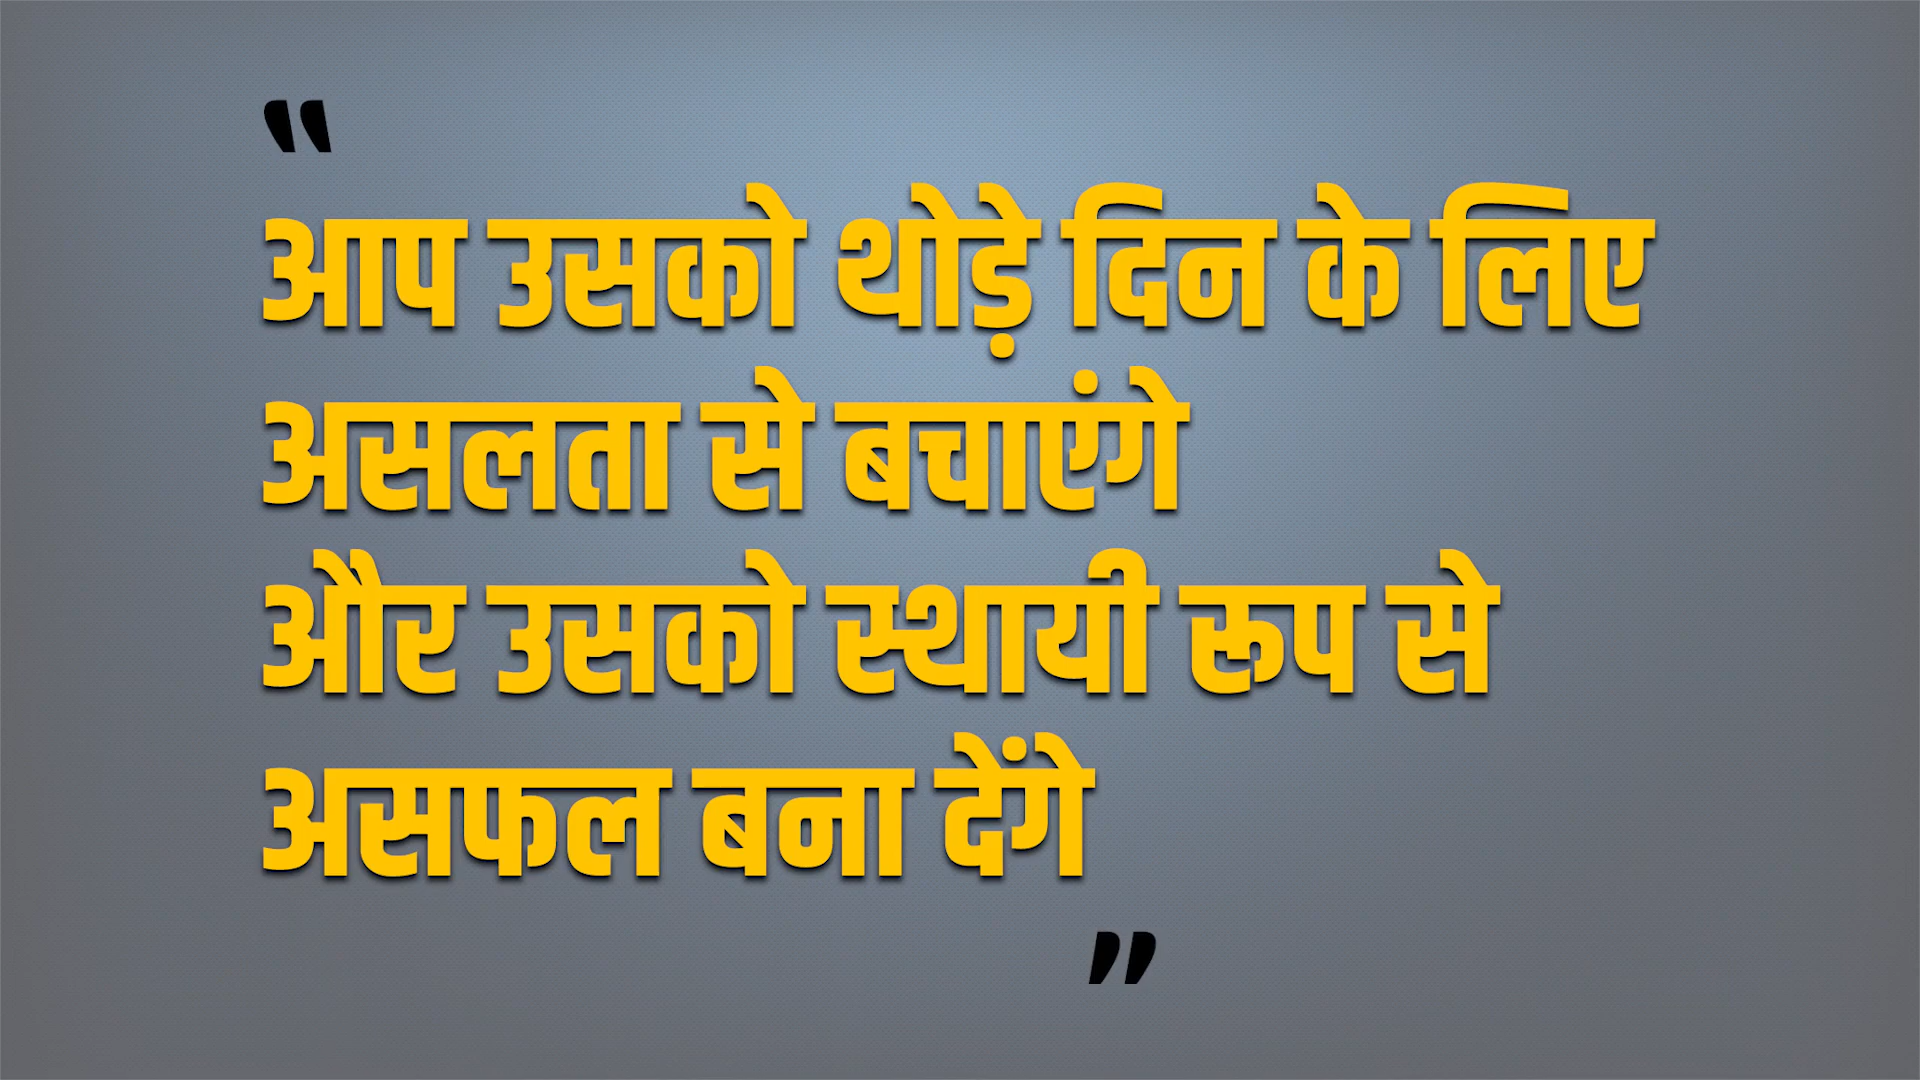 "
आप उसको थोड़े दिन के लिए
असलता से बचाएंगे
और उसको स्थायी रूप से
असफल बना देंगे
"